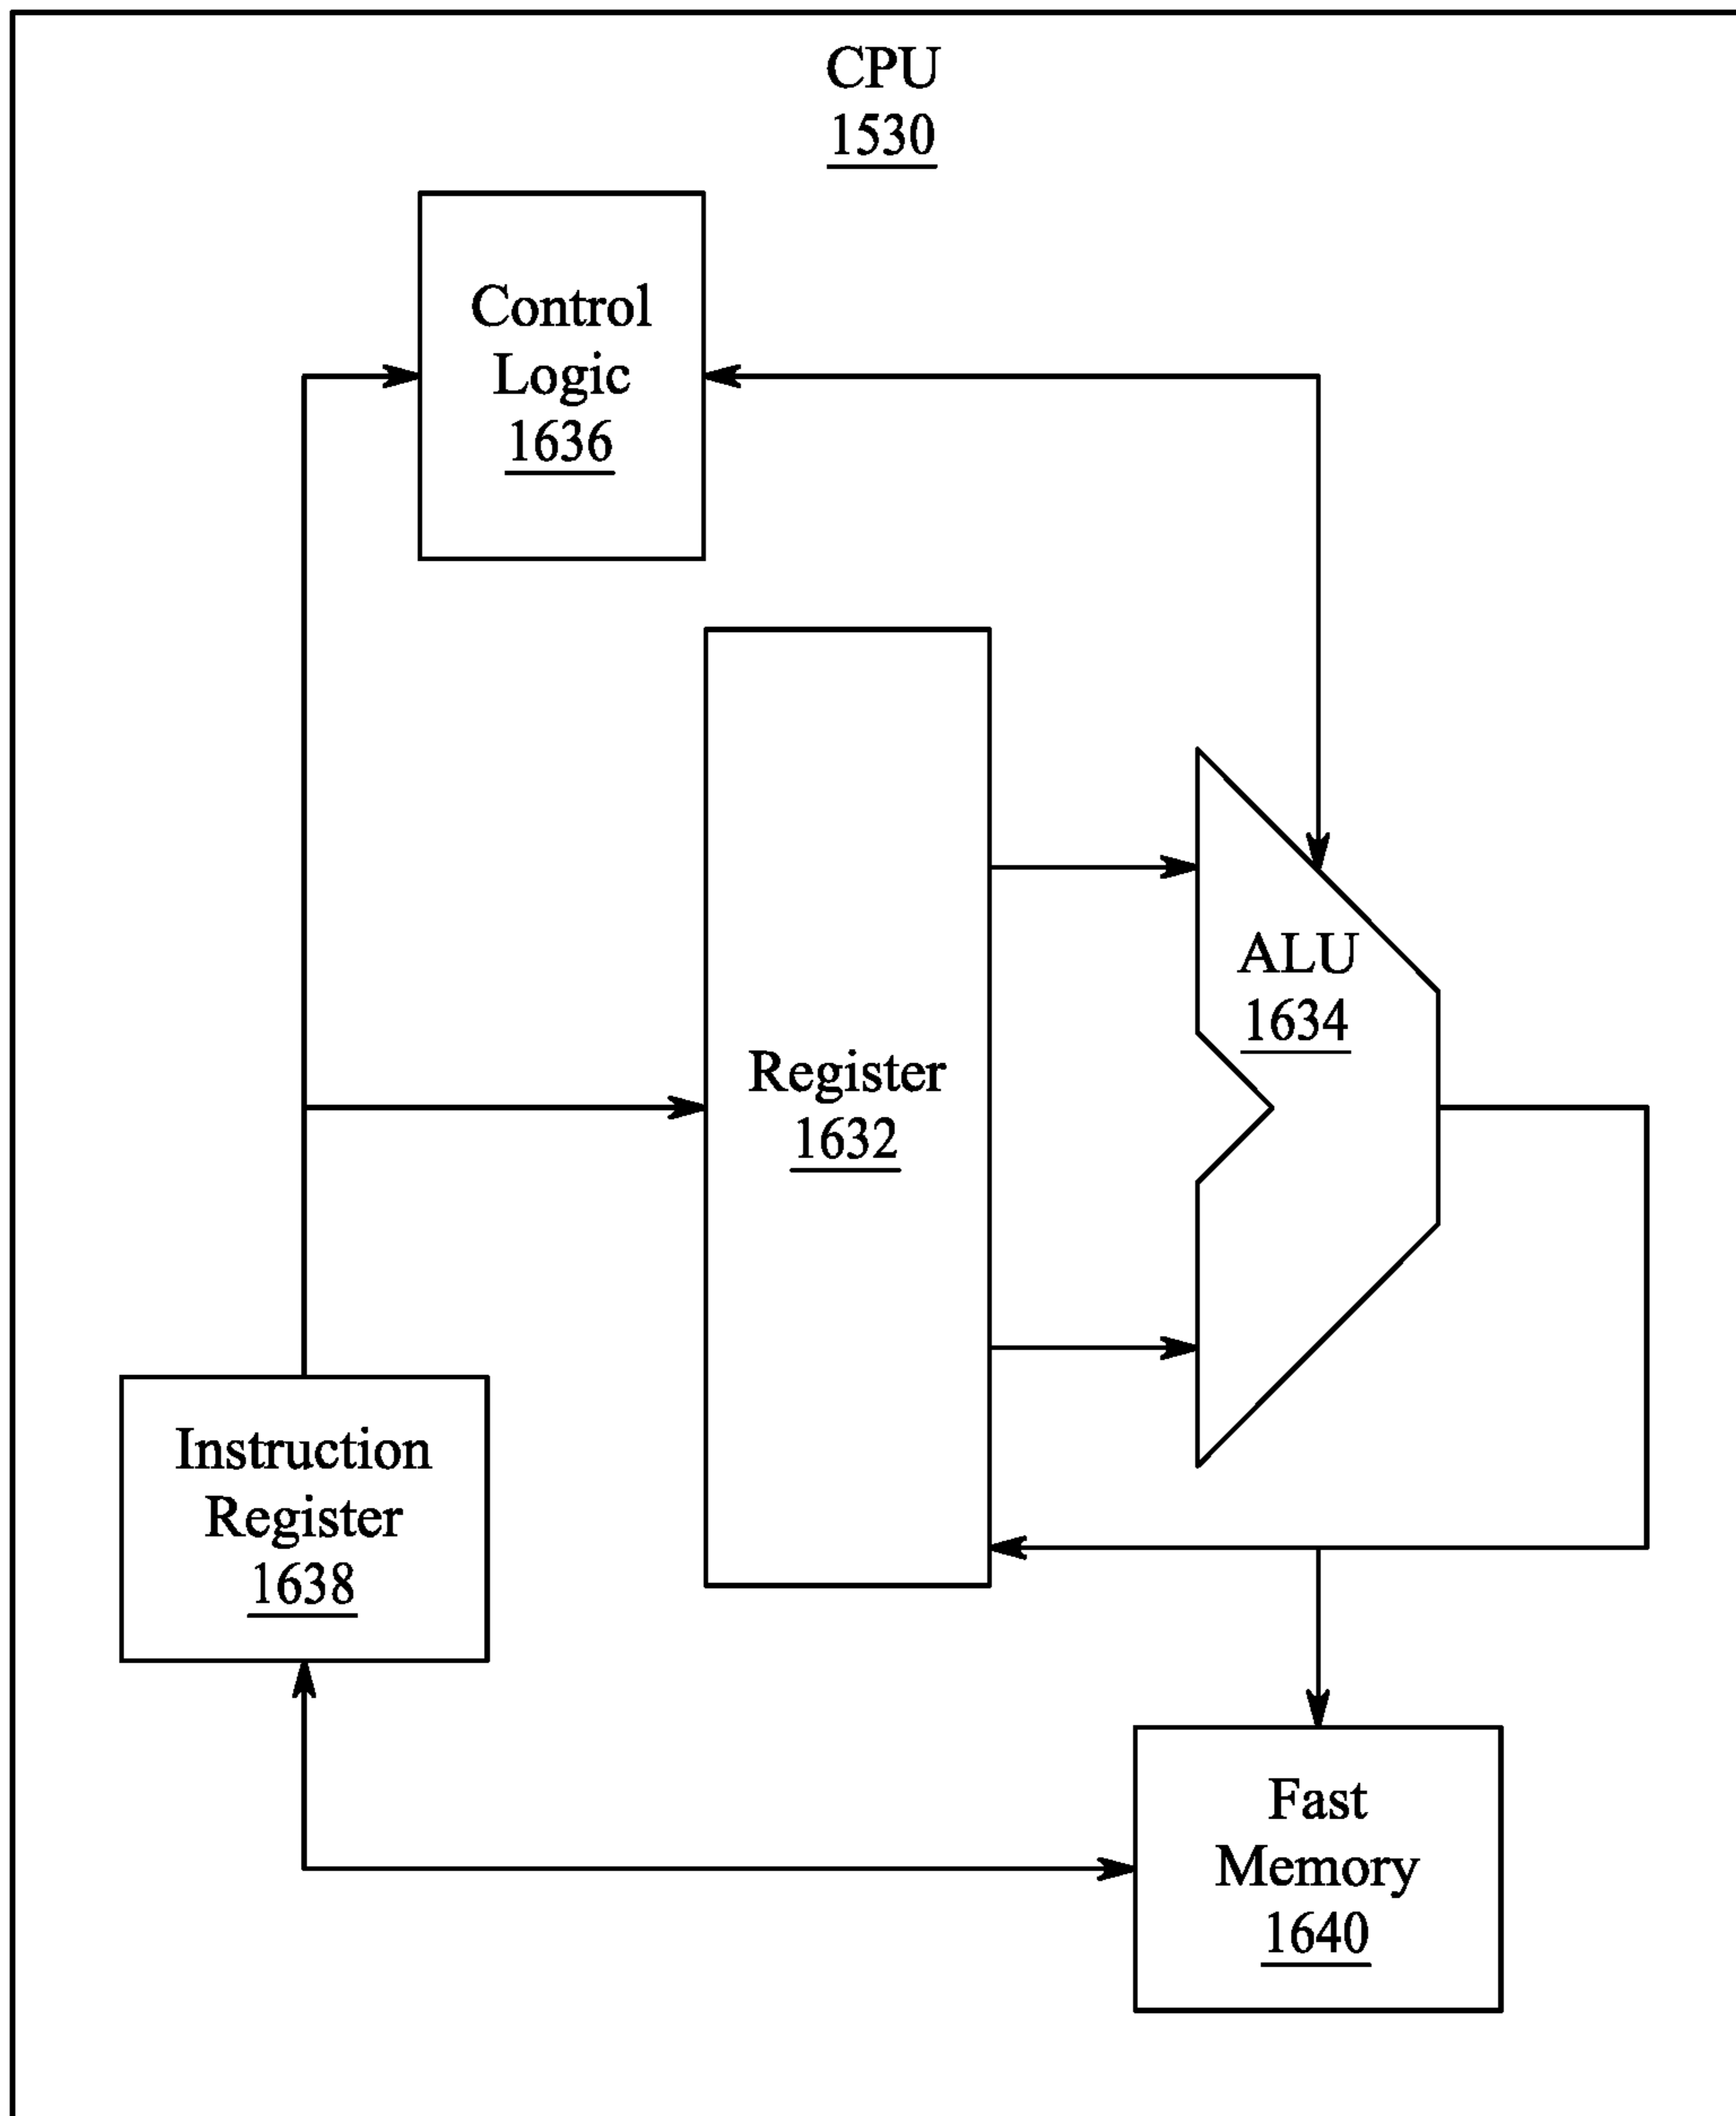 CPU
1530
Control
Logic
1636
ALU
1634
Register
1632
Instruction
Register
1638
Fast
Memory
1640